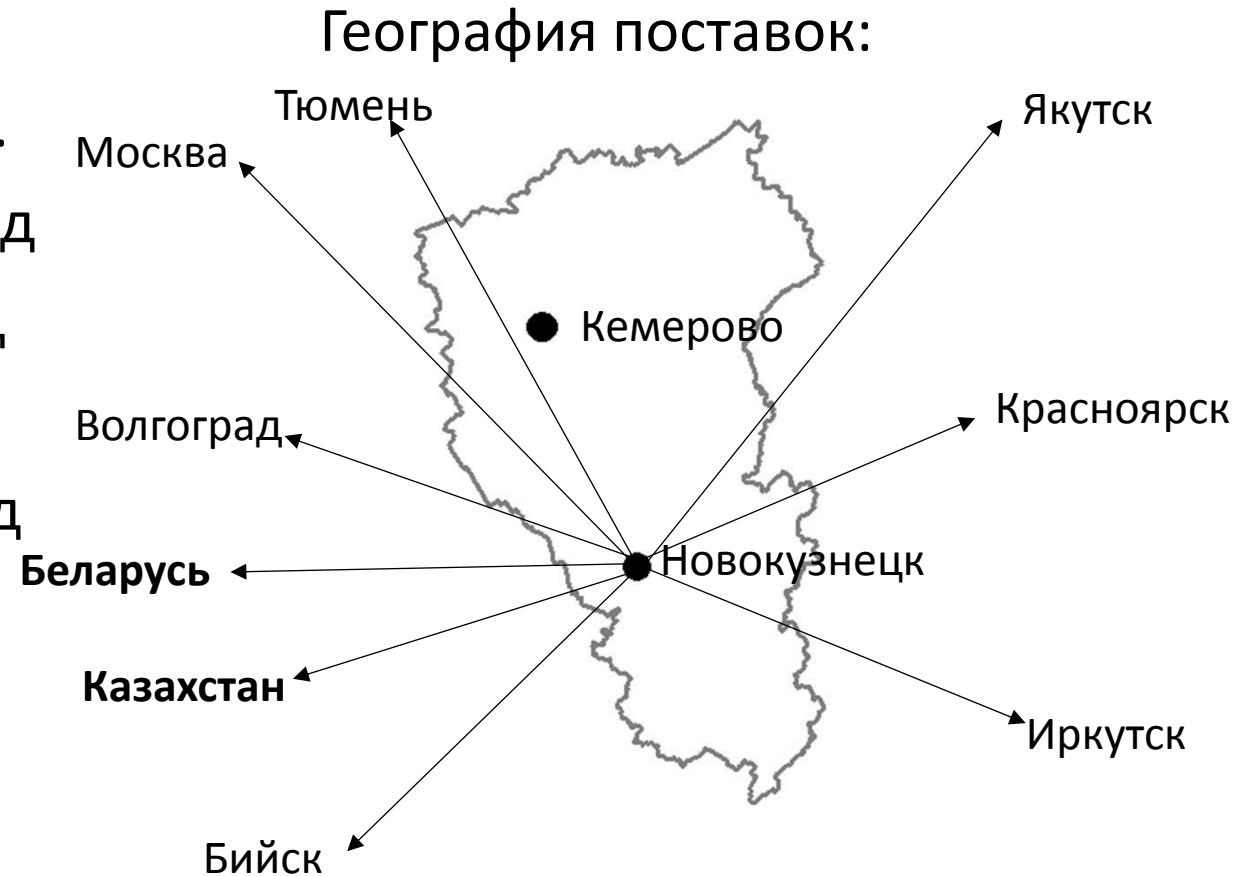 География поставок:
Тюмень
Якутск
Москва
д
Кемерово
Красноярск
Волгоград
д
Беларусь
Новокузнецк
Казахстан
Иркутск
Бийск